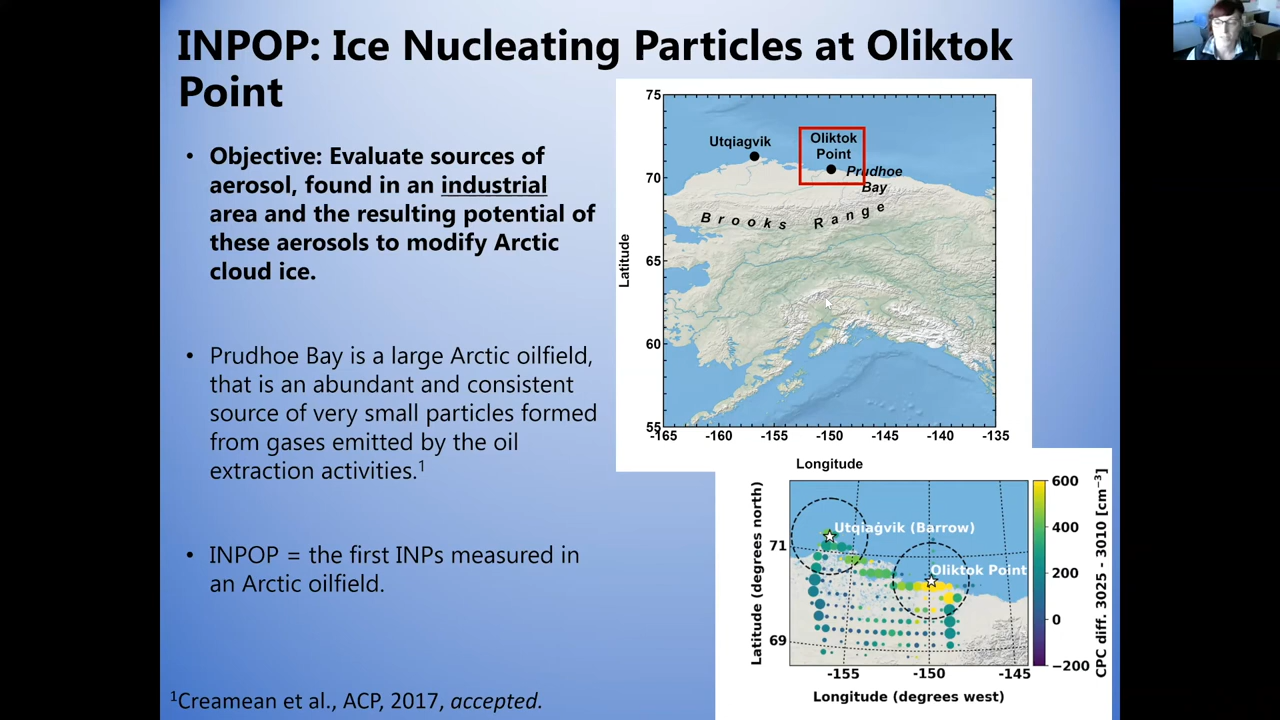 INPOP: Ice Nucleating Particles at Oliktok
Point
• Objective: Evaluate sources of
aerosol, found in an industrial
area and the resulting potential of
these aerosols to modify Arctic
cloud ice.
• Prudhoe Bay is a large Arctic oilfield,
that is an abundant and consistent
source of very small particles formed
from gases emitted by the oil
extraction activities.¹
• INPOP = the first INPs measured in
an Arctic oilfield.
¹Creamean et al., ACP, 2017, accepted.
75
70
65
60
55
Latitude
Utqiagvik
Oliktok
Point
Prudhoe
Bay
Brooks Range
-165 -160 -155 -150 -145 -140 -135
Longitude
Latitude (degrees north)
71
69
Utqiaġvik (Barrow)
Oliktok Point
-155 -150 -145
Longitude (degrees west)
600
400
200
0
−200
CPC diff. 3025 - 3010 [cm⁻³]